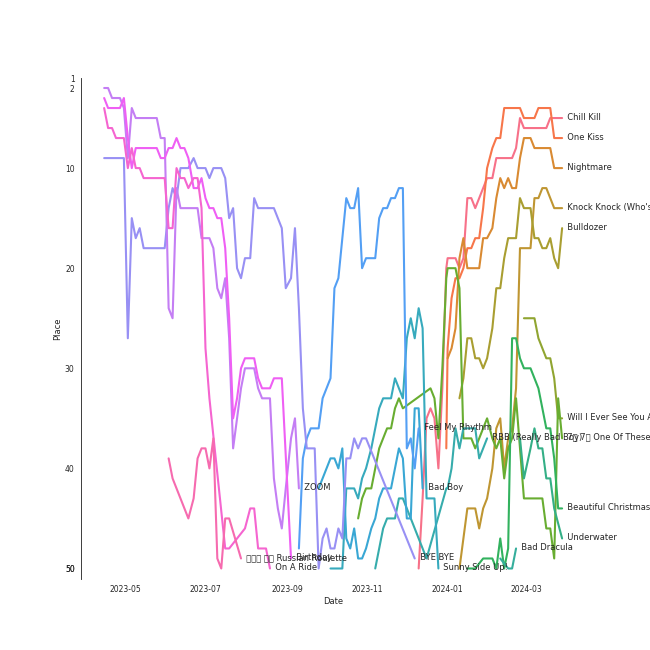 1
2
10
20
30
40
50
Place
Date
2023-05
2023-07
2023-09
2023-11
2024-01
2024-03
Chill Kill
One Kiss
Nightmare
Knock Knock (Who's
Bulldozer
Will I Ever See You A
Feel My Rhythm
RBB (Really Bad
One Of These
ZOOM
Bad Boy
Beautiful Christmas
Underwater
Bad Dracula
Russian Roulette
Birthday
BYE BYE
On A Ride
Sunny Side Up!